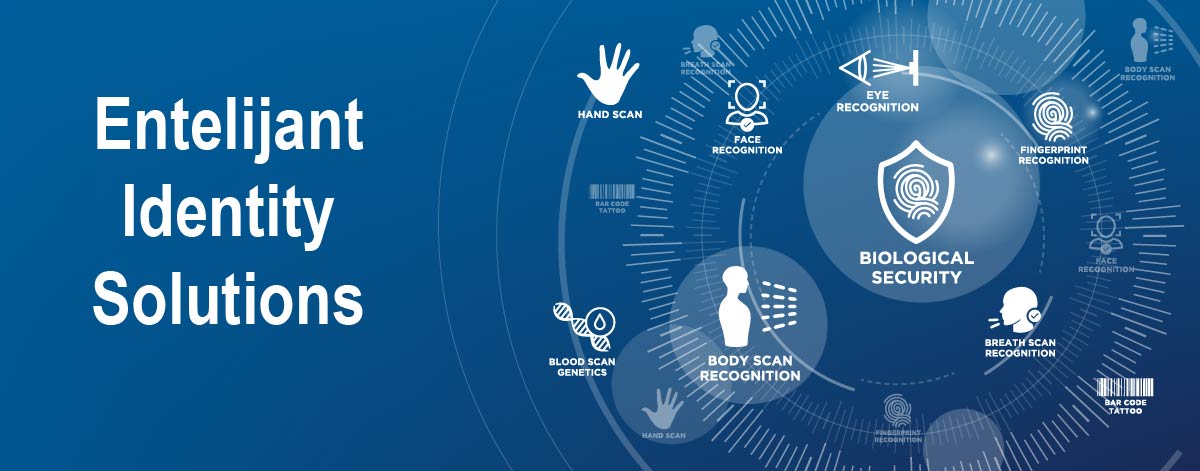 Entelijant
Identity
Solutions
HAND SCAN
BREATH SCAN
RECOGNITION
FACE
RECOGNITION
EYE
RECOGNITION
FINGERPRINT
RECOGNITION
BODY SCAN
RECOGNITION
BAR CODE
TATTOO
BIOLOGICAL
SECURITY
FACE
RECOGNITION
BLOOD SCAN
GENETICS
BODY SCAN
RECOGNITION
BREATH SCAN
RECOGNITION
BAR CODE
TATTOO
HAND SCAN
FINGERPRINT
RECOGNITION